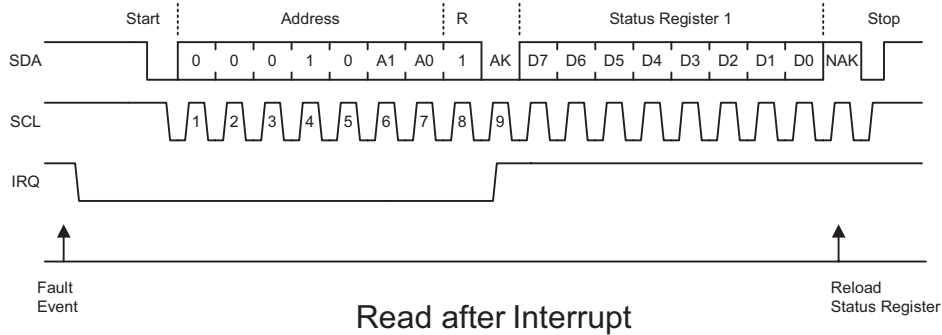 Start Address R Status Register 1 Stop
SDA 0 0 0 1 0 A1 A0 1 AK D7 D6 D5 D4 D3 D2 D1 D0 NAK
SCL 1 2 3 4 5 6 7 8 9
IRQ
Fault
Event
Reload
Status Register
Read after Interrupt